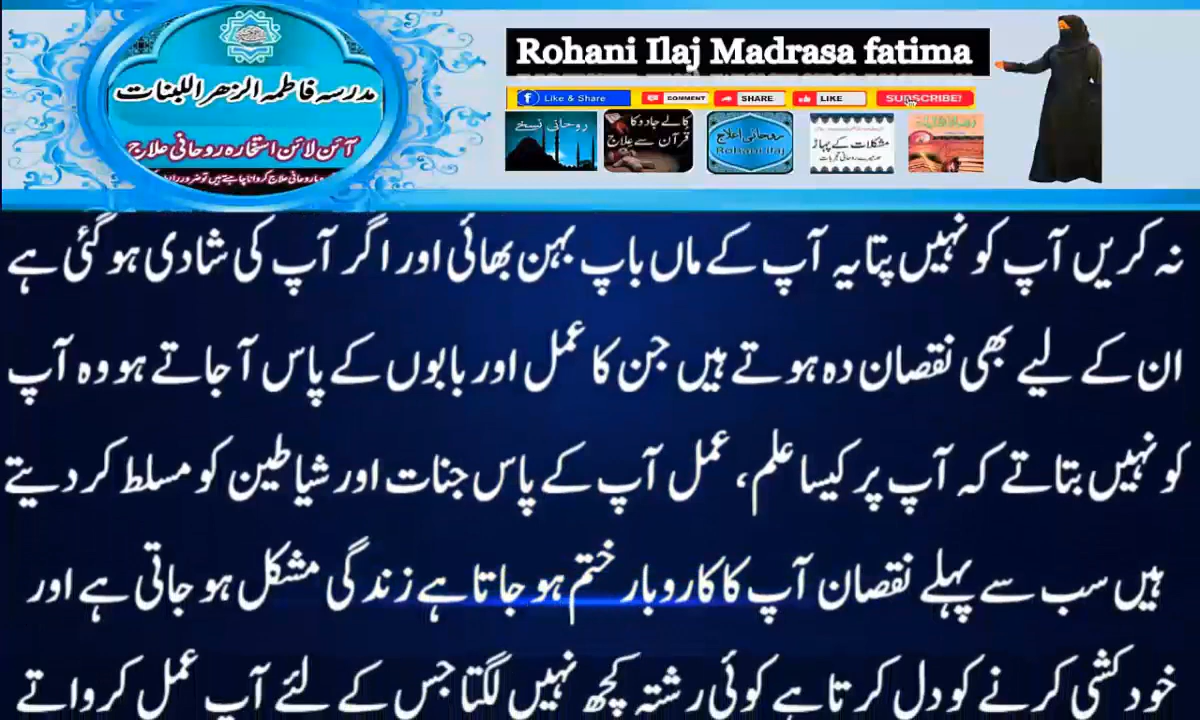 مدرسہ فاطمہ الزھرا للبنات
آئن لائن استخارہ روحانی علاج
Rohani Ilaj Madrasa fatima
Like & Share
COMMENT
SHARE
LIKE
SUBSCRIBE!
روحانی نسخے
کالے جادو کا
قرآن سے علاج
روحانی اعلاج
Rohani ilaj
مشکلات کے پہاڑ
نہ کریں آپ کو نہیں پتا یہ آپ کے ماں باپ بہن بھائی اور اگر آپ کی شادی ہو گئی ہے
ان کے لیے بھی نقصان دہ ہوتے ہیں جن کا عمل اور بابوں کے پاس آ جاتے ہو وہ آپ
کو نہیں بتاتے کہ آپ پر کیسا علم، عمل آپ کے پاس جنات اور شیاطین کو مسلط کر دیتے
ہیں سب سے پہلے نقصان آپ کا کاروبار ختم ہو جاتا ہے زندگی مشکل ہو جاتی ہے اور
خودکشی کرنے کو دل کرتا ہے کوئی رشتہ کچھ نہیں لگتا جس کے لئے آپ عمل کرواتے